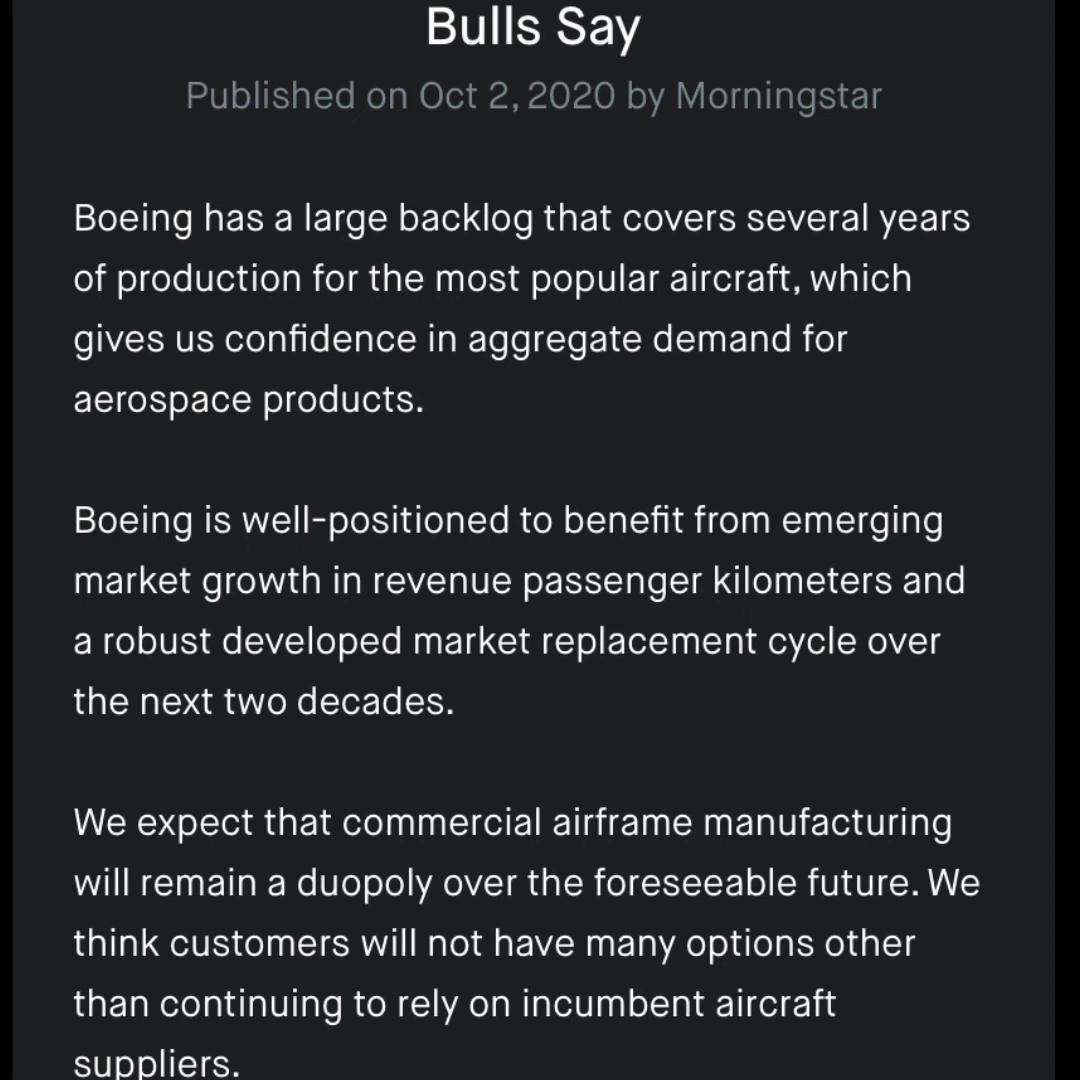 Bulls Say
Published on Oct 2, 2020 by Morningstar
Boeing has a large backlog that covers several years
of production for the most popular aircraft, which
gives us confidence in aggregate demand for
aerospace products.
Boeing is well-positioned to benefit from emerging
market growth in revenue passenger kilometers and
a robust developed market replacement cycle over
the next two decades.
We expect that commercial airframe manufacturing
will remain a duopoly over the foreseeable future. We
think customers will not have many options other
than continuing to rely on incumbent aircraft
suppliers.